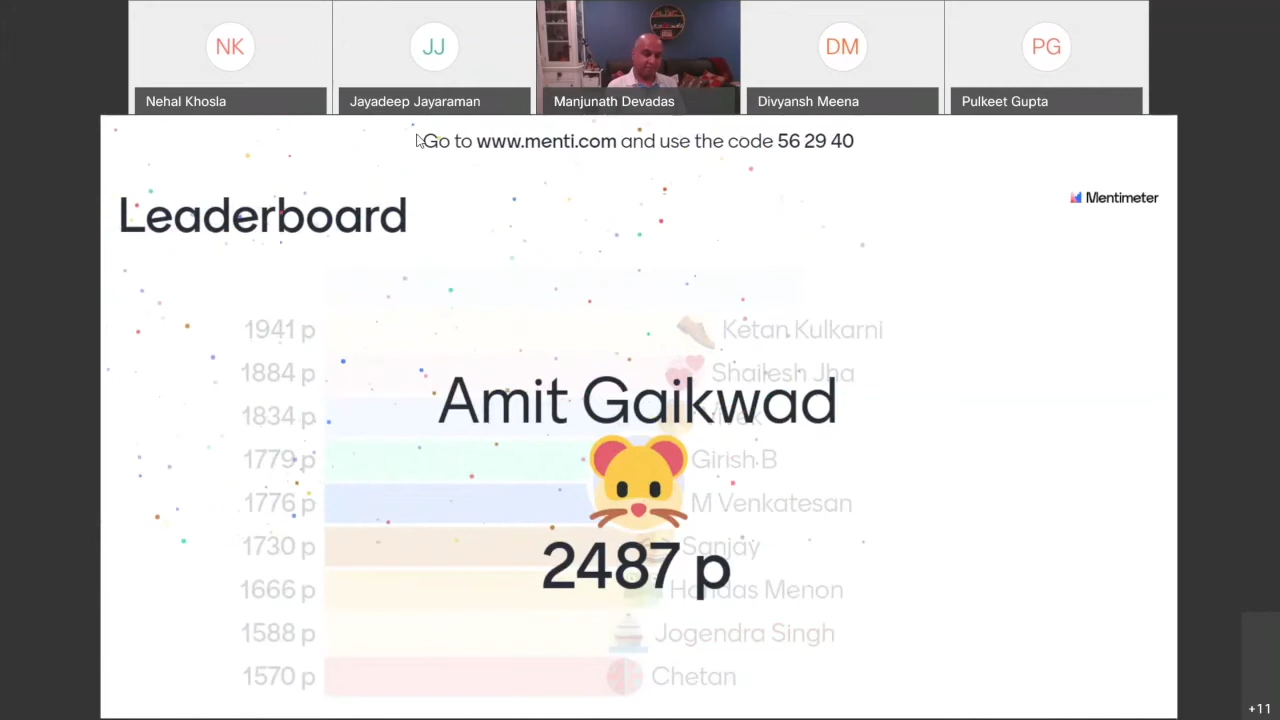 NK
JJ
DM
PG
Nehal Khosla
Jayadeep Jayaraman
Manjunath Devadas
Divyansh Meena
Pulkeet Gupta
Go to www.menti.com and use the code 56 29 40
Mentimeter
Leaderboard
1941 p Ketan Kulkarni
1884 p Shailesh Jha
Amit Gaikwad
1834 p
1779 p Girish B
1776 p M Venkatesan
1730 p Sanjay
2487 p
1666 p Menon
1588 p Jogendra Singh
1570 p Chetan
+11